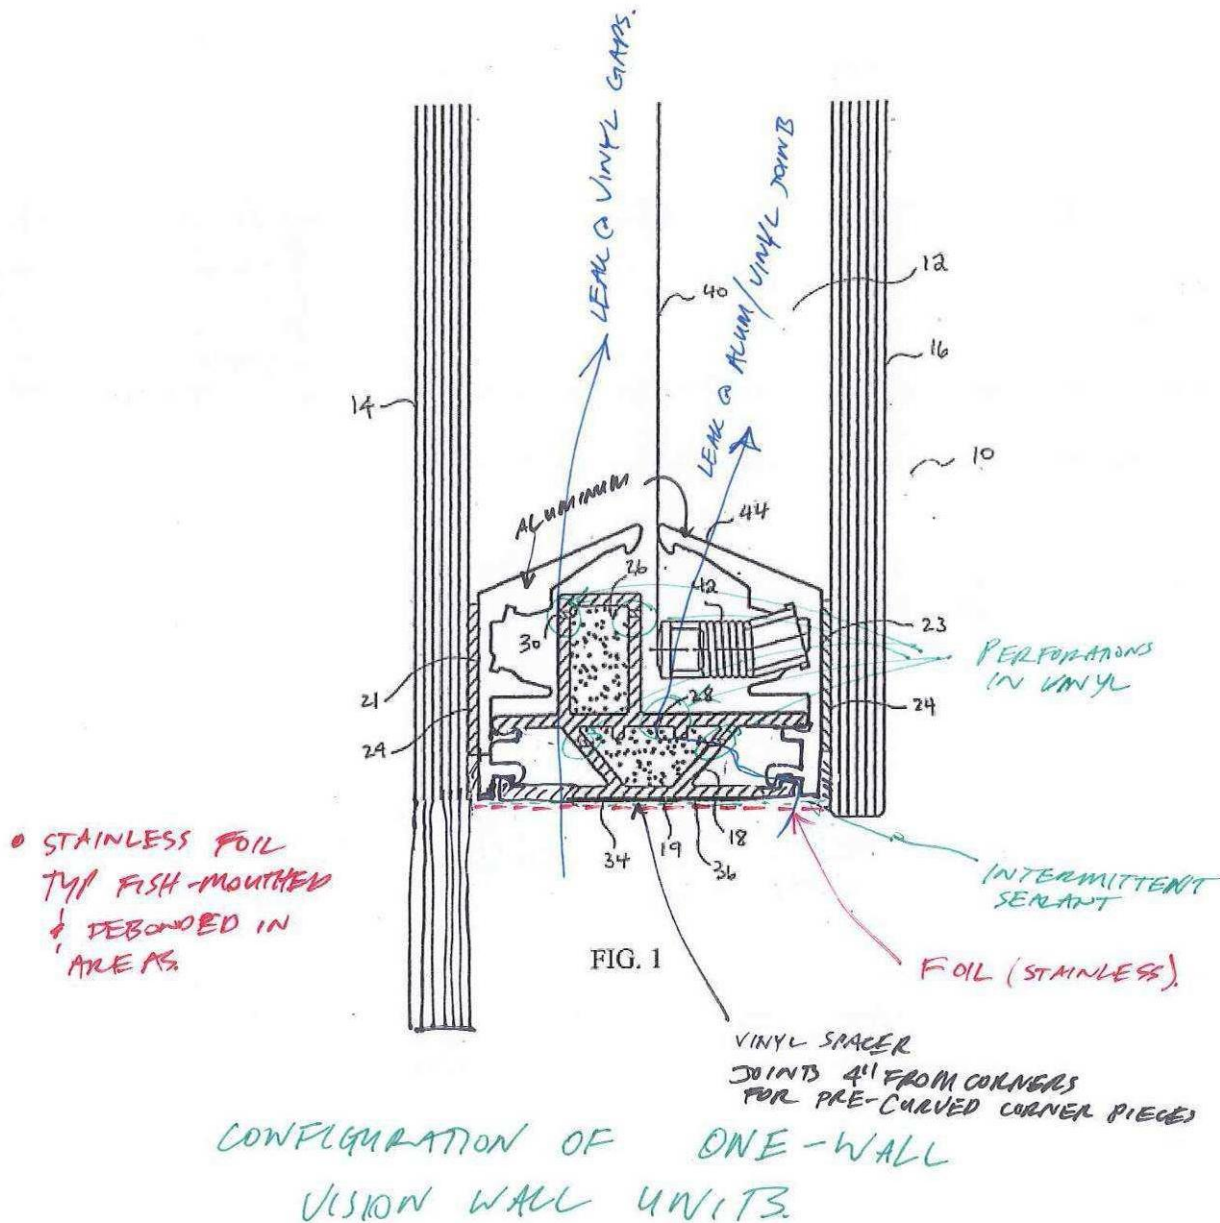 LEAK @ VINYL GAPS.
LEAK @ ALUM/VINYL JOINTS
12
40
16
14
10
ALUMINUM
44
26
42
30
23
PERFORATIONS
IN VINYL
21
28
24
24
34
19
18
36
• STAINLESS FOIL
TYP FISH-MOUTHED
& DEBONDED IN
AREAS.
INTERMITTENT
SEALANT
FIG. 1
FOIL (STAINLESS).
VINYL SPACER
JOINTS 4" FROM CORNERS
FOR PRE-CURVED CORNER PIECES
CONFIGURATION OF ONE-WALL
VISION WALL UNITS.